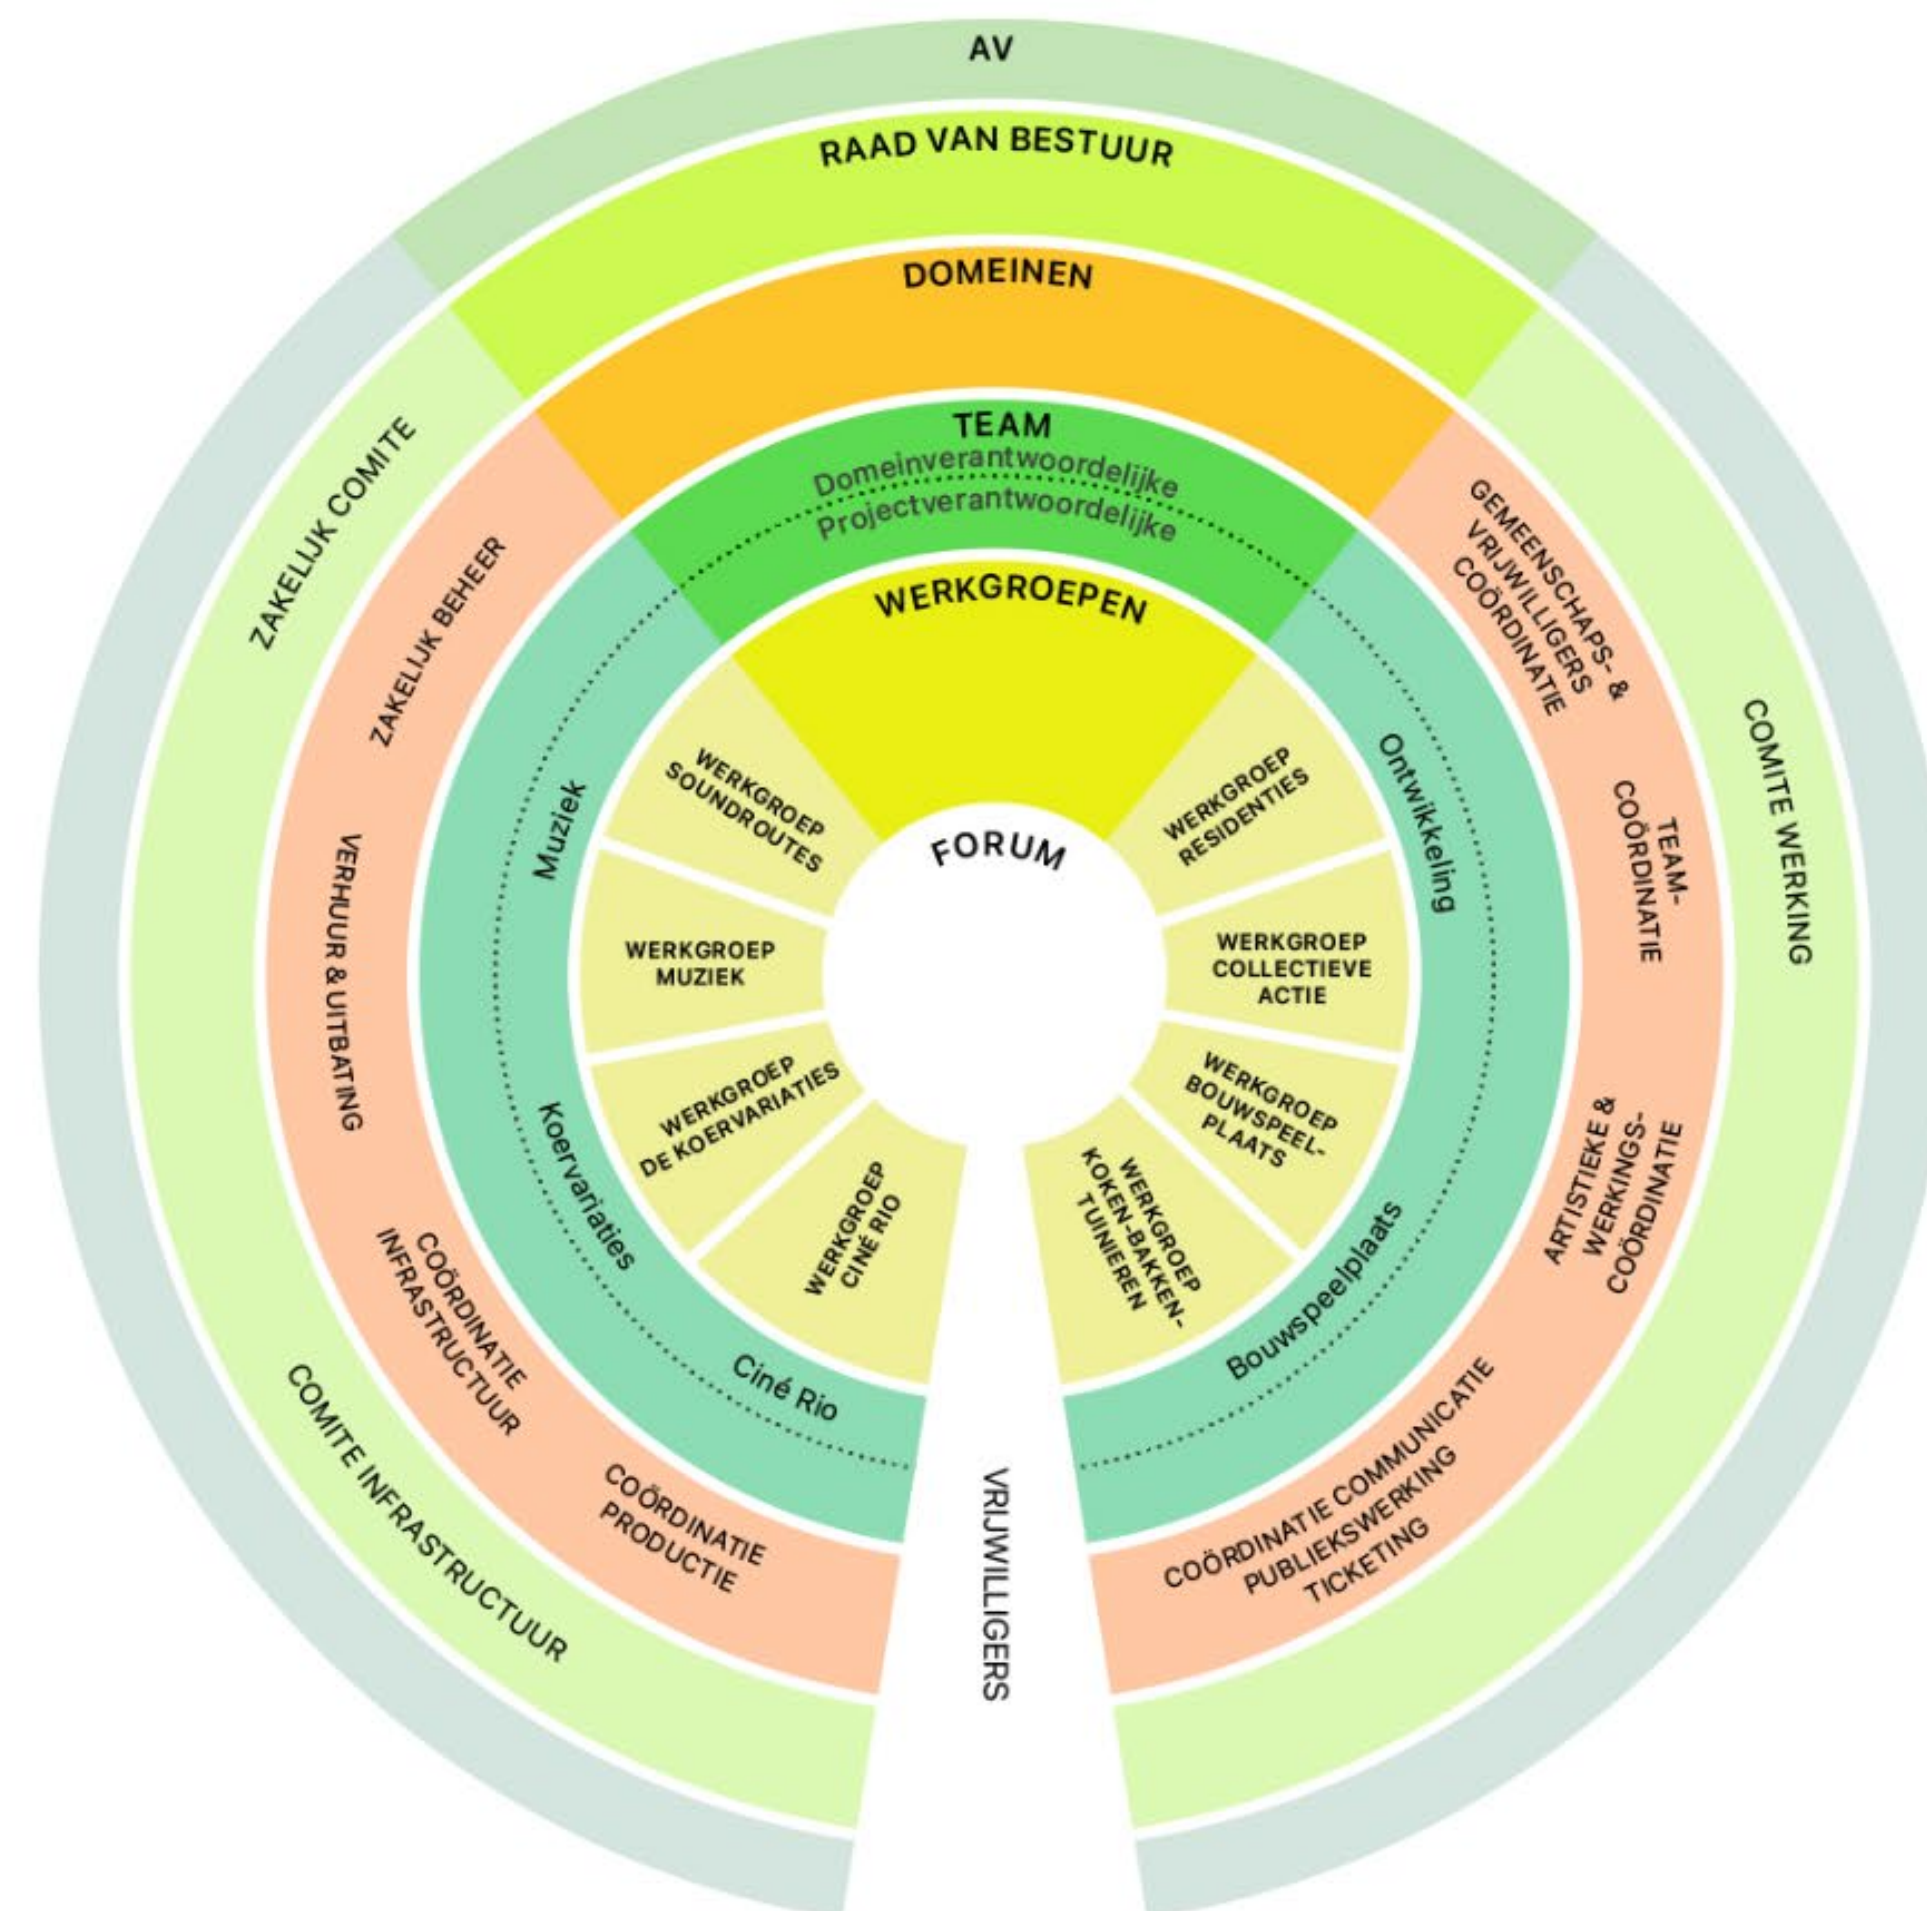 AV
RAAD VAN BESTUUR
DOMEINEN
TEAM
Domeinverantwoordelijke
Projectverantwoordelijke
WERKGROEPEN
FORUM
ZAKELIJK COMITE
COMITE INFRASTRUCTUUR
COMITE WERKING
ZAKELIJK BEHEER
VERHUUR & UITBATING
COÖRDINATIE
INFRASTRUCTUUR
COÖRDINATIE
PRODUCTIE
GEMEENSCHAPS- &
VRIJWILLIGERS
COÖRDINATIE
TEAM-
COÖRDINATIE
ARTISTIEKE &
WERKINGS-
COÖRDINATIE
COÖRDINATIE COMMUNICATIE
PUBLIEKSWERKING
TICKETING
Muziek
Koervariaties
Ciné Rio
Ontwikkeling
Bouwspeelplaats
WERKGROEP
SOUNDROUTES
WERKGROEP
MUZIEK
WERKGROEP
DE KOERVARIATIES
WERKGROEP
CINÉ RIO
WERKGROEP
RESIDENTIES
WERKGROEP
COLLECTIEVE
ACTIE
WERKGROEP
BOUWSPEEL-
PLAATS
WERKGROEP
KOKEN-BAKKEN-
TUINIEREN
VRIJWILLIGERS